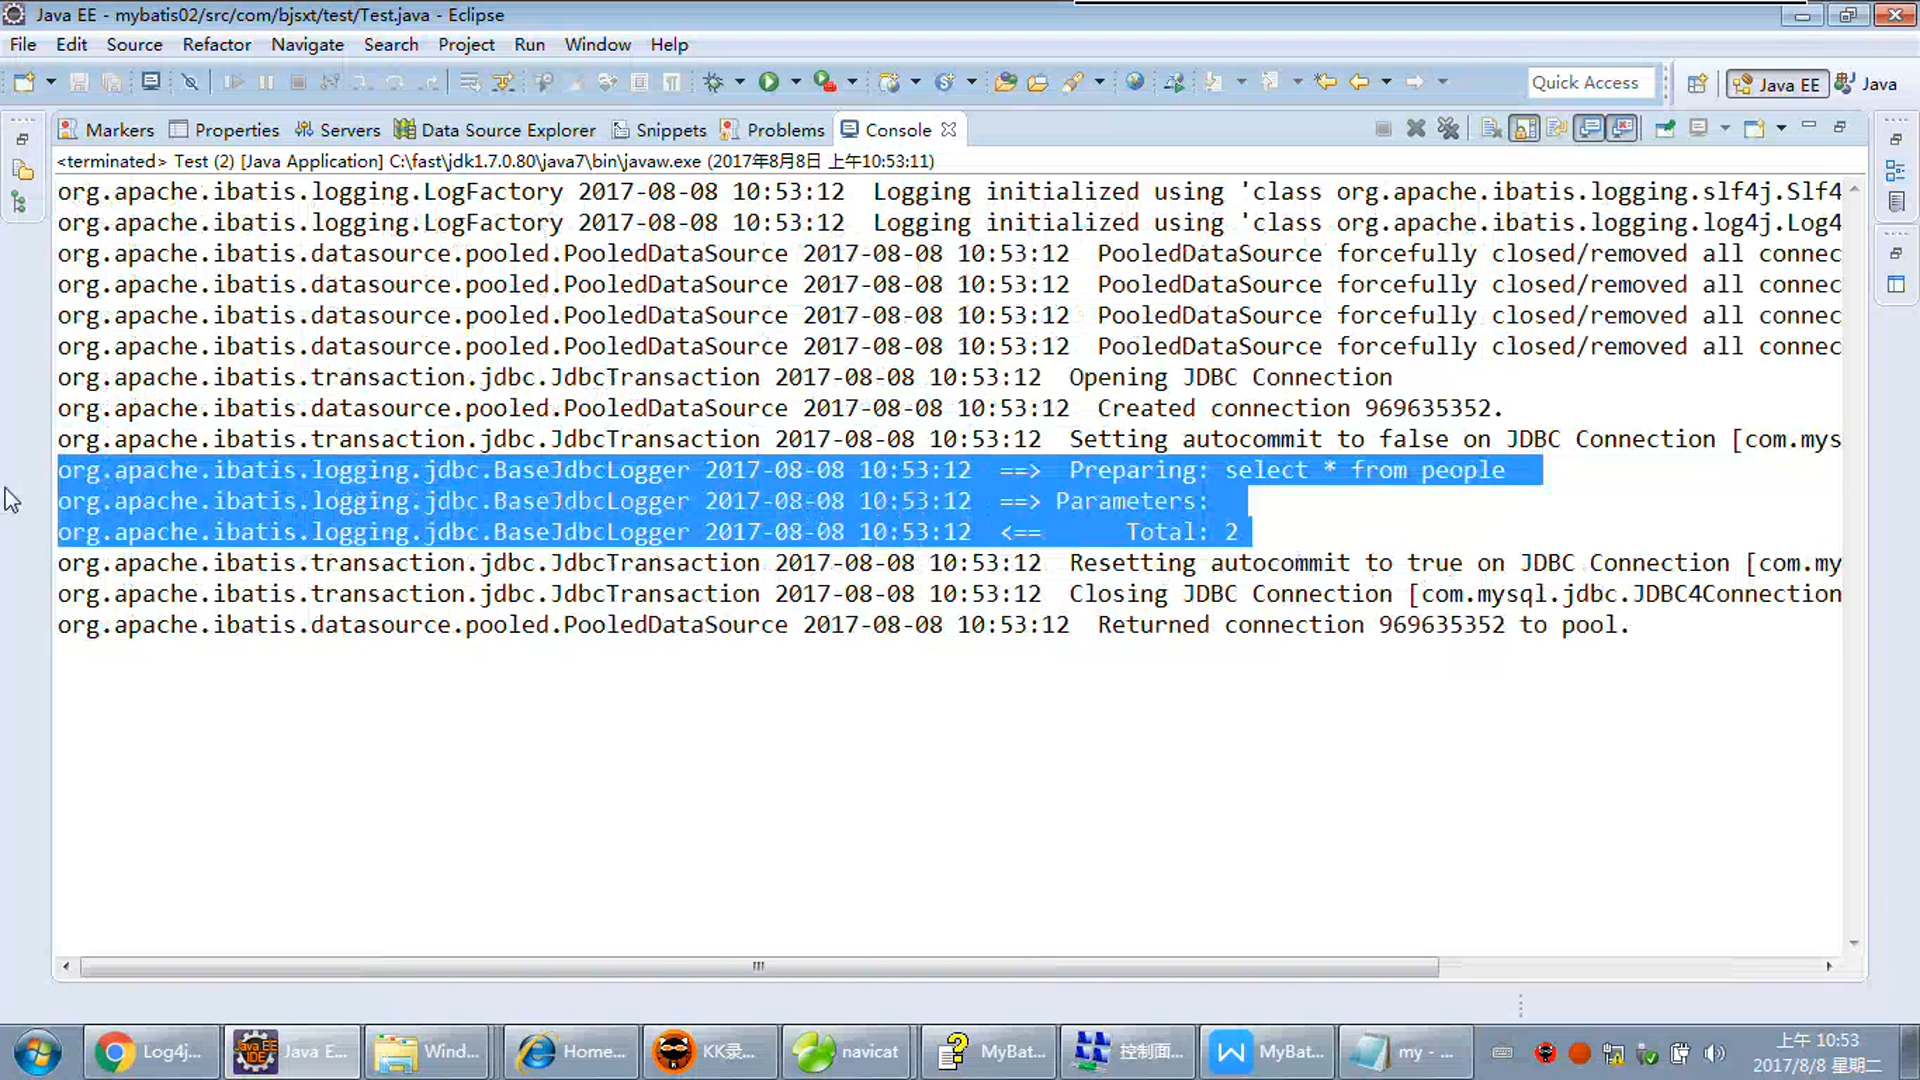 Java EE - mybatis02/src/com/bjsxt/test/Test.java - Eclipse
File Edit Source Refactor Navigate Search Project Run Window Help
Quick Access Java EE Java
Markers Properties Servers Data Source Explorer Snippets Problems Console
<terminated> Test (2) [Java Application] C:\fast\jdk1.7.0.80\java7\bin\javaw.exe (2017年8月8日 上午10:53:11)
org.apache.ibatis.logging.LogFactory 2017-08-08 10:53:12 Logging initialized using 'class org.apache.ibatis.logging.slf4j.Slf4
org.apache.ibatis.logging.LogFactory 2017-08-08 10:53:12 Logging initialized using 'class org.apache.ibatis.logging.log4j.Log4
org.apache.ibatis.datasource.pooled.PooledDataSource 2017-08-08 10:53:12 PooledDataSource forcefully closed/removed all connec
org.apache.ibatis.datasource.pooled.PooledDataSource 2017-08-08 10:53:12 PooledDataSource forcefully closed/removed all connec
org.apache.ibatis.datasource.pooled.PooledDataSource 2017-08-08 10:53:12 PooledDataSource forcefully closed/removed all connec
org.apache.ibatis.datasource.pooled.PooledDataSource 2017-08-08 10:53:12 PooledDataSource forcefully closed/removed all connec
org.apache.ibatis.transaction.jdbc.JdbcTransaction 2017-08-08 10:53:12 Opening JDBC Connection
org.apache.ibatis.datasource.pooled.PooledDataSource 2017-08-08 10:53:12 Created connection 969635352.
org.apache.ibatis.transaction.jdbc.JdbcTransaction 2017-08-08 10:53:12 Setting autocommit to false on JDBC Connection [com.mys
org.apache.ibatis.logging.jdbc.BaseJdbcLogger 2017-08-08 10:53:12 ==> Preparing: select * from people
org.apache.ibatis.logging.jdbc.BaseJdbcLogger 2017-08-08 10:53:12 ==> Parameters:
org.apache.ibatis.logging.jdbc.BaseJdbcLogger 2017-08-08 10:53:12 <== Total: 2
org.apache.ibatis.transaction.jdbc.JdbcTransaction 2017-08-08 10:53:12 Resetting autocommit to true on JDBC Connection [com.my
org.apache.ibatis.transaction.jdbc.JdbcTransaction 2017-08-08 10:53:12 Closing JDBC Connection [com.mysql.jdbc.JDBC4Connection
org.apache.ibatis.datasource.pooled.PooledDataSource 2017-08-08 10:53:12 Returned connection 969635352 to pool.
Log4j... Java E... Wind... Home... KK录... navicat MyBat... 控制面... MyBat... my - ... 上午 10:53
2017/8/8 星期二